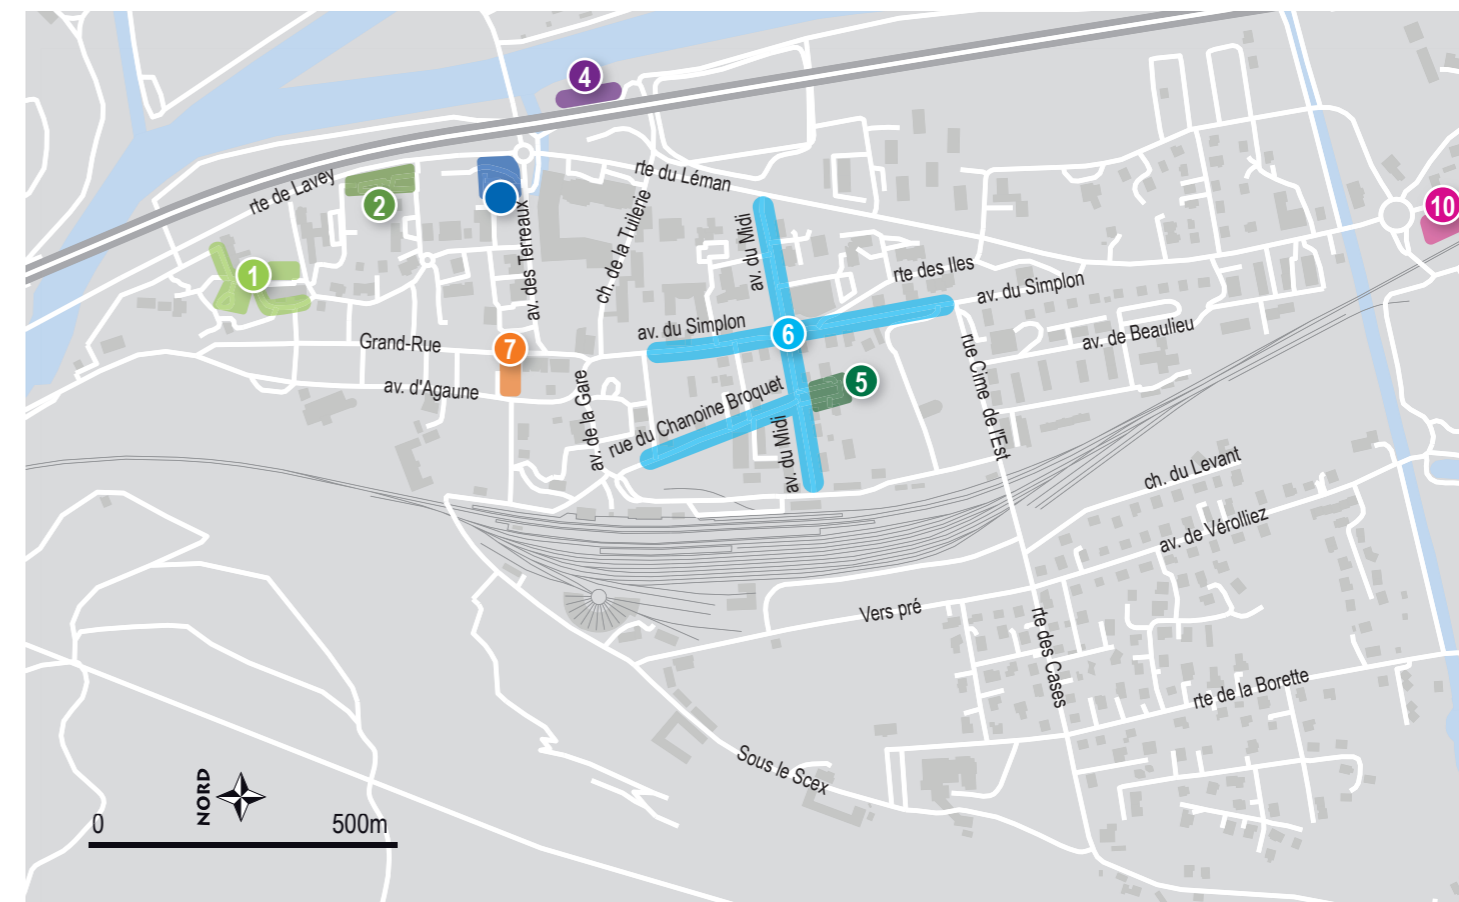 4
rte de Lavey
2
rte du Léman
10
1
av. des Terreaux
ch. de la Tuilerie
av. du Midi
rte des Iles
av. du Simplon
av. du Simplon
6
Grand-Rue
7
av. de Beaulieu
av. d'Agaune
5
rue Cime de l'Est
av. de la Gare
rue du Chanoine Broquet
av. du Midi
ch. du Levant
av. de Vérolliez
Vers pré
rte des Cases
rte de la Borette
Sous le Scex
NORD
0
500m